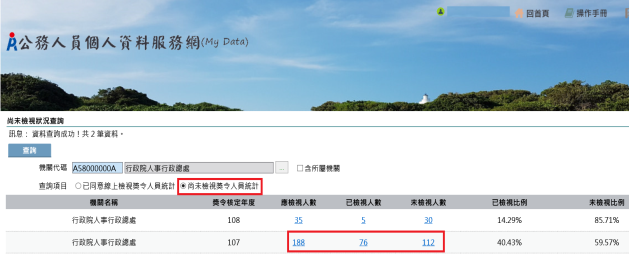 回首頁 操作手冊
公務人員個人資料服務網(My Data)
尚未檢視狀況查詢
訊息： 資料查詢成功！共 2 筆資料。
查詢
機關代碼 A58000000A 行政院人事行政總處 ... 含所屬機關
查詢項目 已同意線上檢視獎令人員統計 尚未檢視獎令人員統計
機關名稱 獎令核定年度 應檢視人數 已檢視人數 未檢視人數 已檢視比例 未檢視比例
行政院人事行政總處 108 35 5 30 14.29% 85.71%
行政院人事行政總處 107 188 76 112 40.43% 59.57%